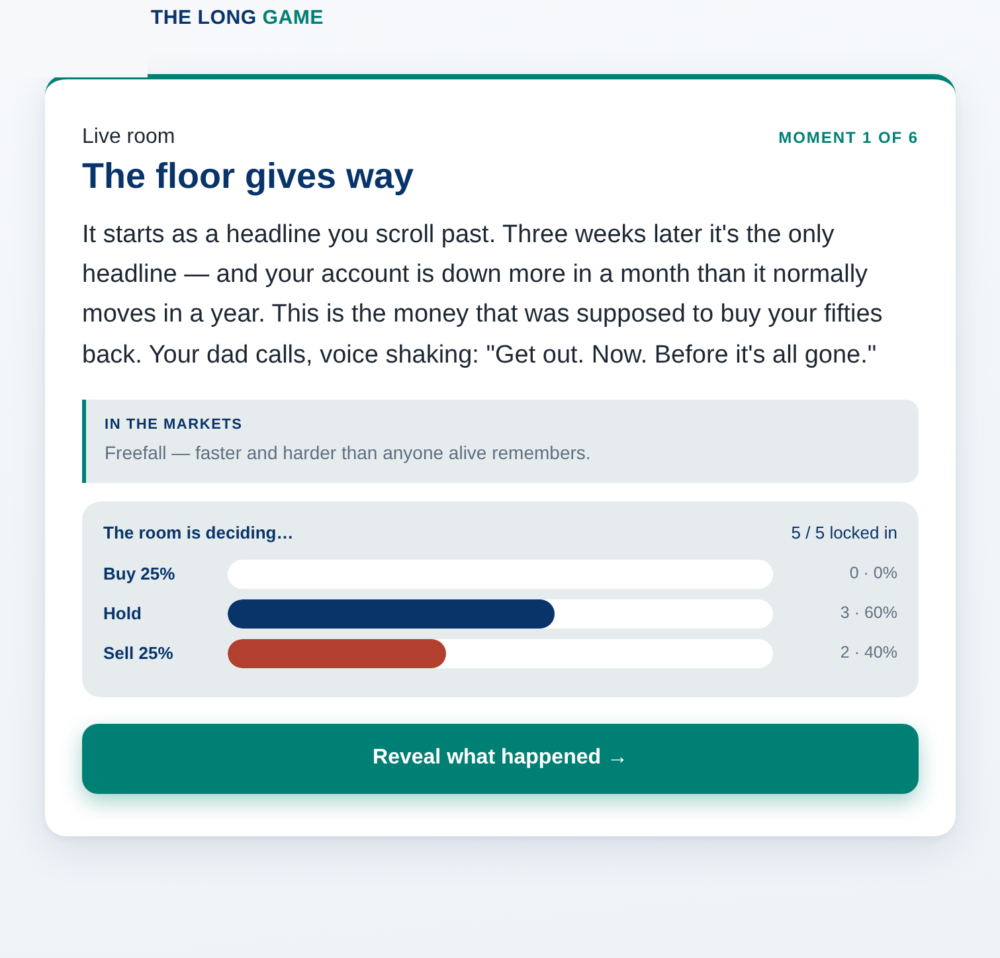 THE LONG GAME
Live room
MOMENT 1 OF 6
The floor gives way
It starts as a headline you scroll past. Three weeks later it's the only
headline — and your account is down more in a month than it normally
moves in a year. This is the money that was supposed to buy your fifties
back. Your dad calls, voice shaking: "Get out. Now. Before it's all gone."
IN THE MARKETS
Freefall — faster and harder than anyone alive remembers.
The room is deciding…
5 / 5 locked in
Buy 25%
0 · 0%
Hold
3 · 60%
Sell 25%
2 · 40%
Reveal what happened →